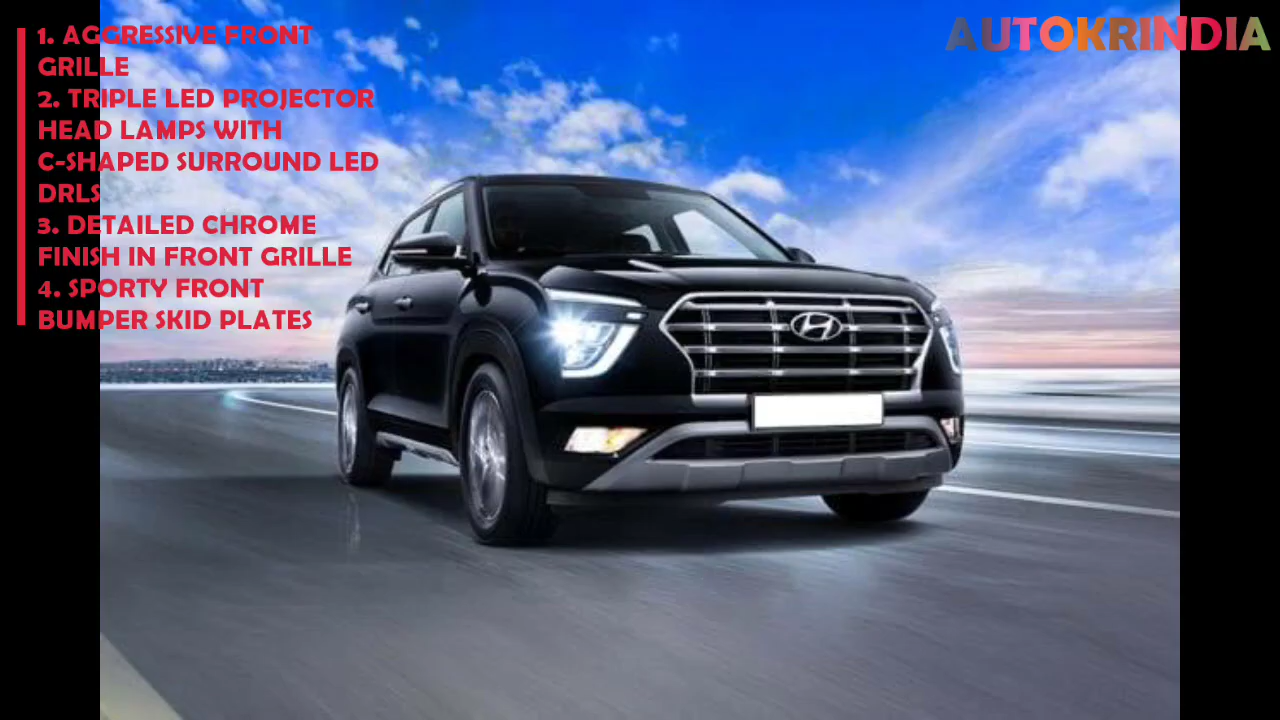 1. AGGRESSIVE FRONT
GRILLE
2. TRIPLE LED PROJECTOR
HEAD LAMPS WITH
C-SHAPED SURROUND LED
DRLS
3. DETAILED CHROME
FINISH IN FRONT GRILLE
4. SPORTY FRONT
BUMPER SKID PLATES
AUTOKRINDIA